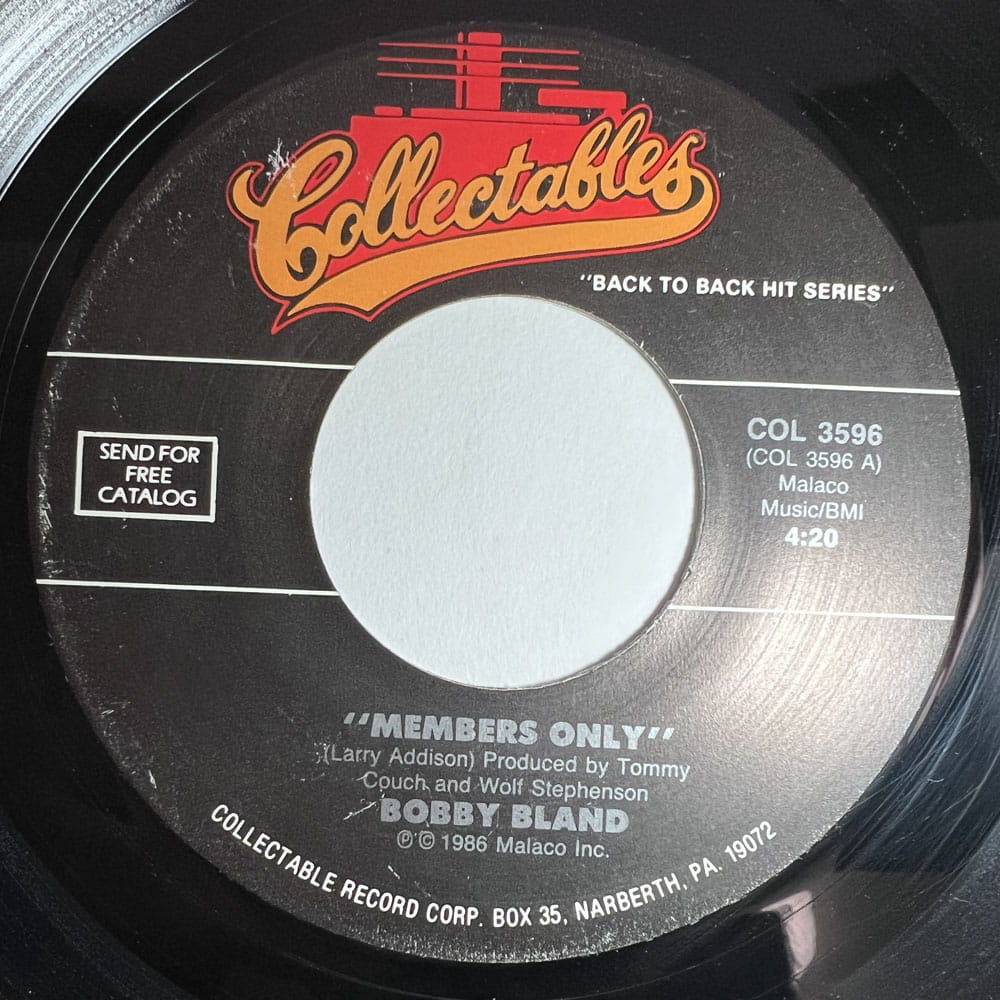 Collectables
"BACK TO BACK HIT SERIES"
SEND FOR
FREE
CATALOG
COL 3596
(COL 3596 A)
Malaco
Music/BMI
4:20
"MEMBERS ONLY"
(Larry Addison) Produced by Tommy
Couch and Wolf Stephenson
BOBBY BLAND
℗ © 1986 Malaco Inc.
COLLECTABLE RECORD CORP. BOX 35, NARBERTH, PA. 19072